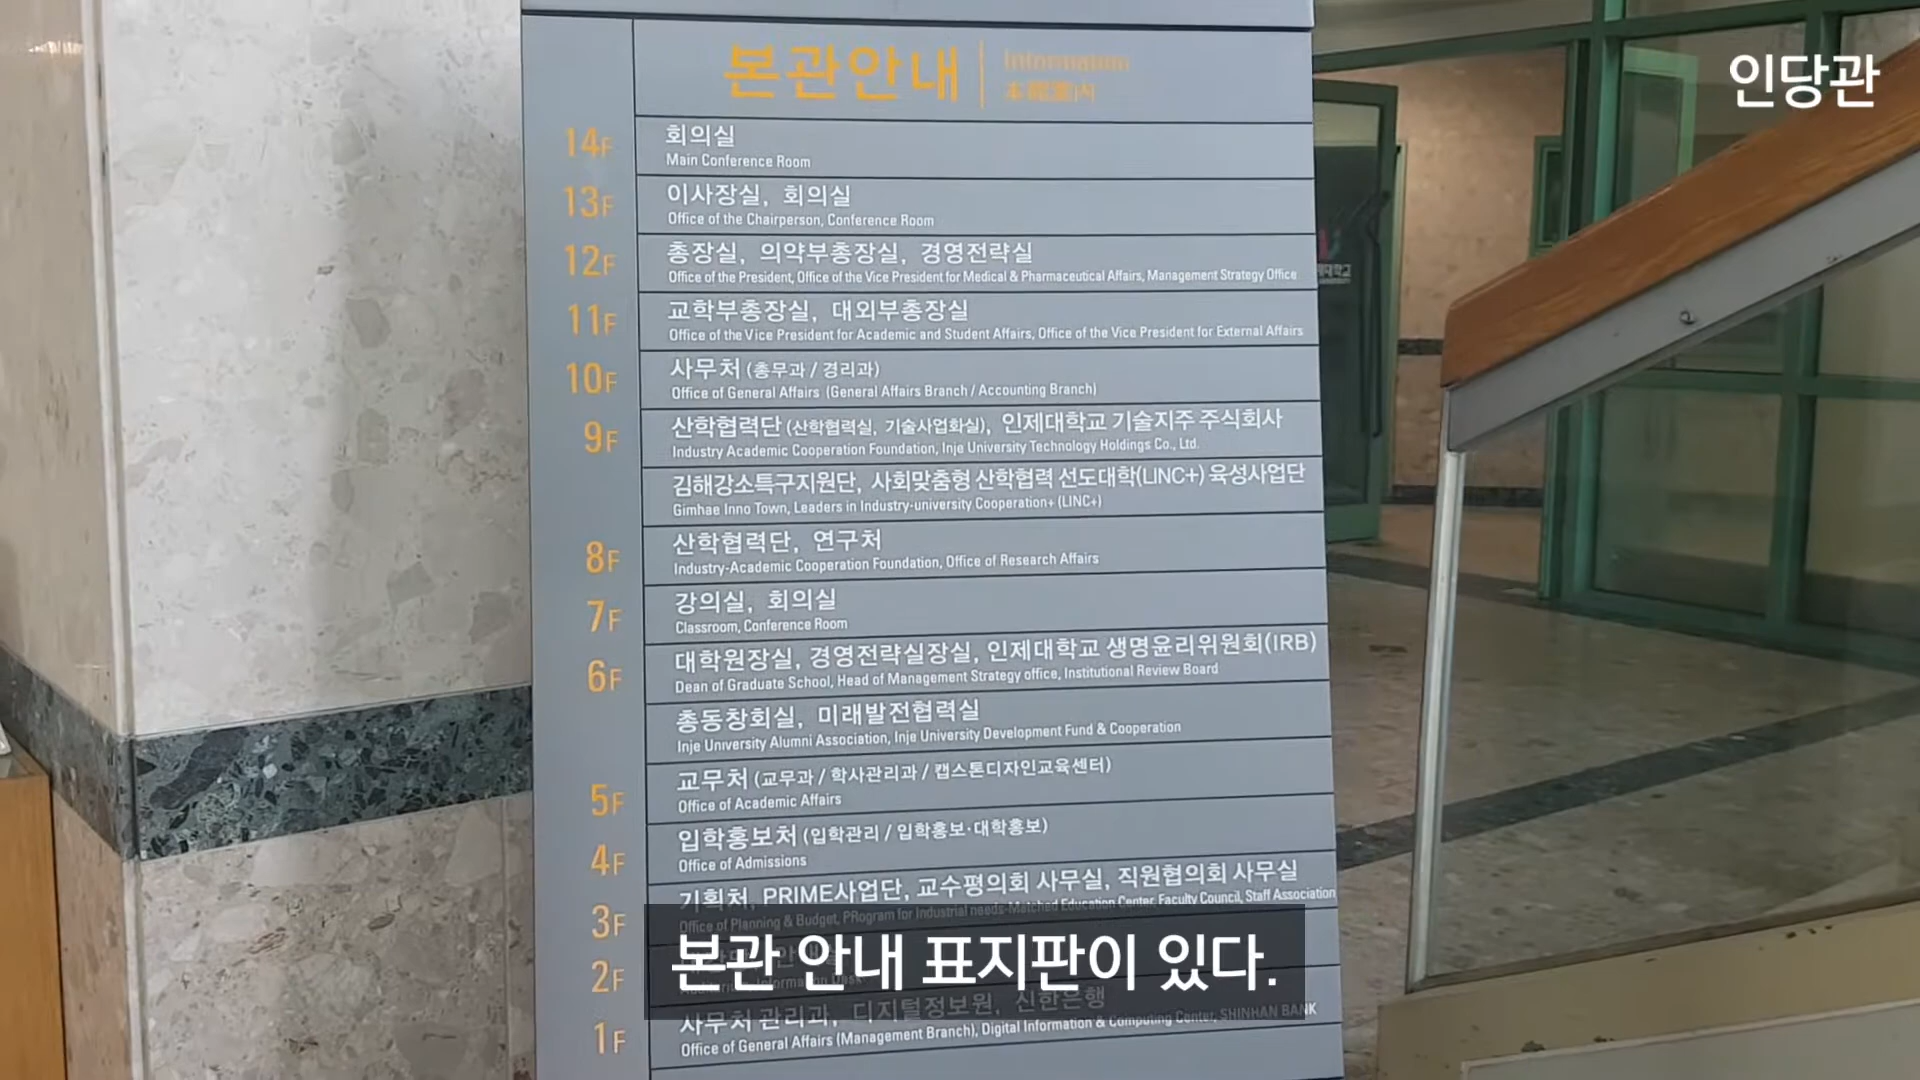 본관안내 Information
本館案内
인당관
14F 회의실
Main Conference Room
13F 이사장실, 회의실
Office of the Chairperson, Conference Room
12F 총장실, 의약부총장실, 경영전략실
Office of the President, Office of the Vice President for Medical & Pharmaceutical Affairs, Management Strategy Office
11F 교학부총장실, 대외부총장실
Office of the Vice President for Academic and Student Affairs, Office of the Vice President for External Affairs
10F 사무처 (총무과 / 경리과)
Office of General Affairs (General Affairs Branch / Accounting Branch)
9F 산학협력단 (산학협력실, 기술사업화실), 인제대학교 기술지주 주식회사
Industry Academic Cooperation Foundation, Inje University Technology Holdings Co., Ltd.
김해강소특구지원단, 사회맞춤형 산학협력 선도대학(LINC+) 육성사업단
Gimhae Inno Town, Leaders in Industry-university Cooperation+ (LINC+)
8F 산학협력단, 연구처
Industry-Academic Cooperation Foundation, Office of Research Affairs
7F 강의실, 회의실
Classroom, Conference Room
6F 대학원장실, 경영전략실장실, 인제대학교 생명윤리위원회(IRB)
Dean of Graduate School, Head of Management Strategy office, Institutional Review Board
총동창회실, 미래발전협력실
Inje University Alumni Association, Inje University Development Fund & Cooperation
5F 교무처 (교무과 / 학사관리과 / 캡스톤디자인교육센터)
Office of Academic Affairs
4F 입학홍보처 (입학관리 / 입학홍보·대학홍보)
Office of Admissions
3F 기획처, PRIME사업단, 교수평의회 사무실, 직원협의회 사무실
Office of Planning & Budget, PRogram for Industrial needs-Matched Education Center, Faculty Council, Staff Association
2F
본관 안내 표지판이 있다.
1F 사무처 관리과, 디지털정보원, 신한은행
Office of General Affairs (Management Branch), Digital Information & Computing Center, SHINHAN BANK